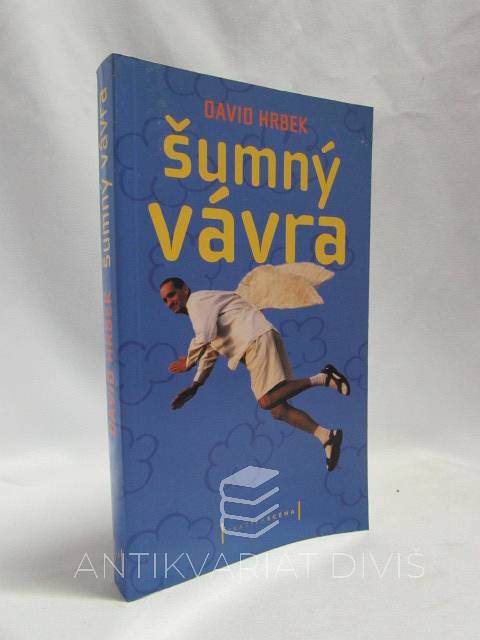 DAVID HRBEK
šumný
vávra
DAVID HRBEK šumný vávra
ANTIKVARIAT DIVIŠ